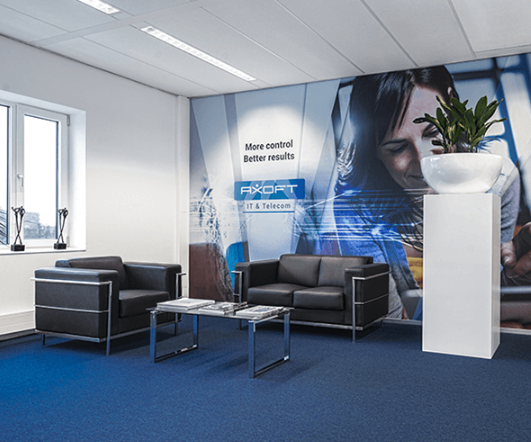 More control
Better results
AXOFT
IT & Telecom